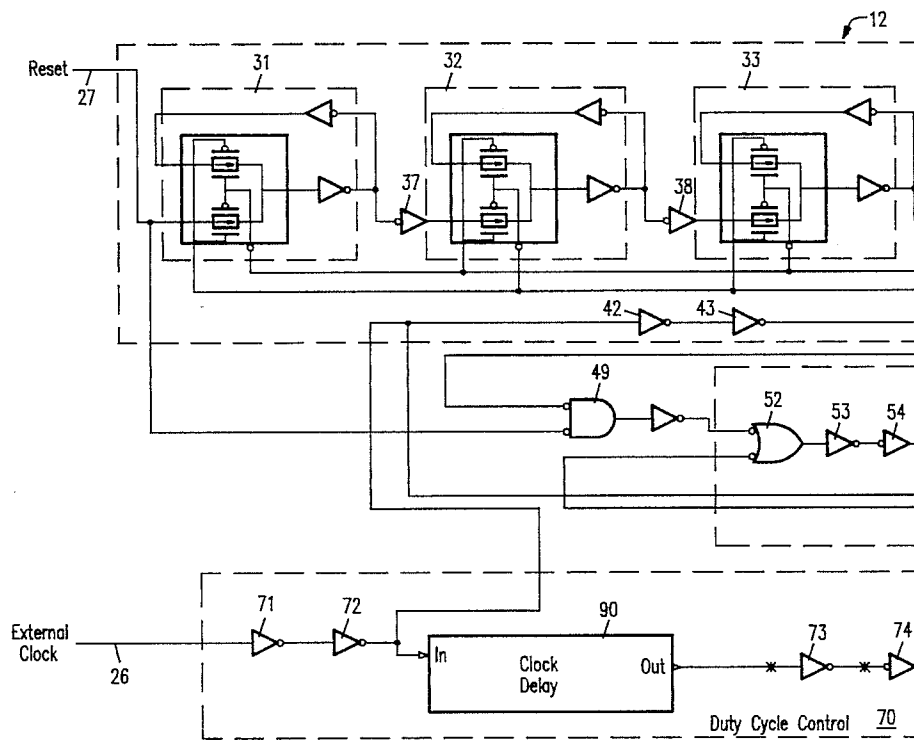 12
Reset
27
31
32
33
37
38
42
43
49
52
53
54
External
Clock
26
71
72
90
In
Clock
Delay
Out
73
74
Duty Cycle Control 70